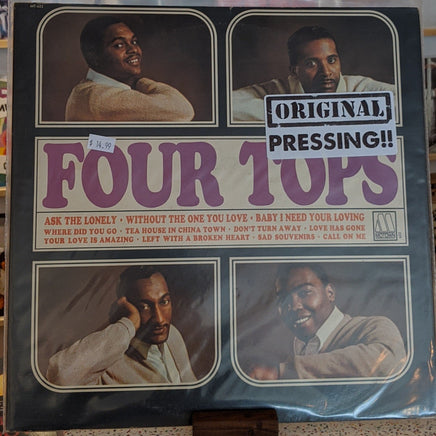 ORIGINAL
PRESSING!!
$ 14.99
FOUR TOPS
ASK THE LONELY · WITHOUT THE ONE YOU LOVE · BABY I NEED YOUR LOVING
WHERE DID YOU GO · TEA HOUSE IN CHINA TOWN · DON'T TURN AWAY · LOVE HAS GONE
YOUR LOVE IS AMAZING · LEFT WITH A BROKEN HEART · SAD SOUVENIRS · CALL ON ME
MOTOWN